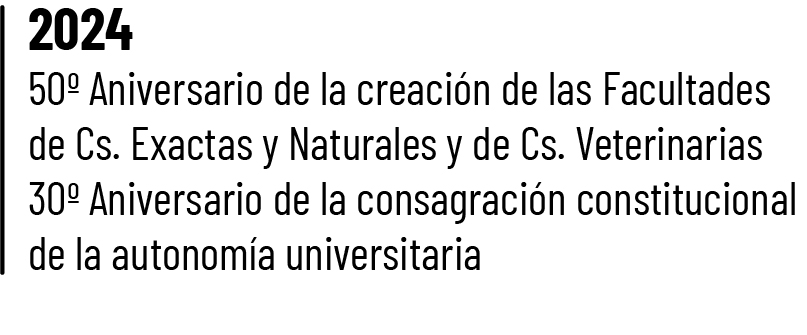 2024
50º Aniversario de la creación de las Facultades
de Cs. Exactas y Naturales y de Cs. Veterinarias
30º Aniversario de la consagración constitucional
de la autonomía universitaria